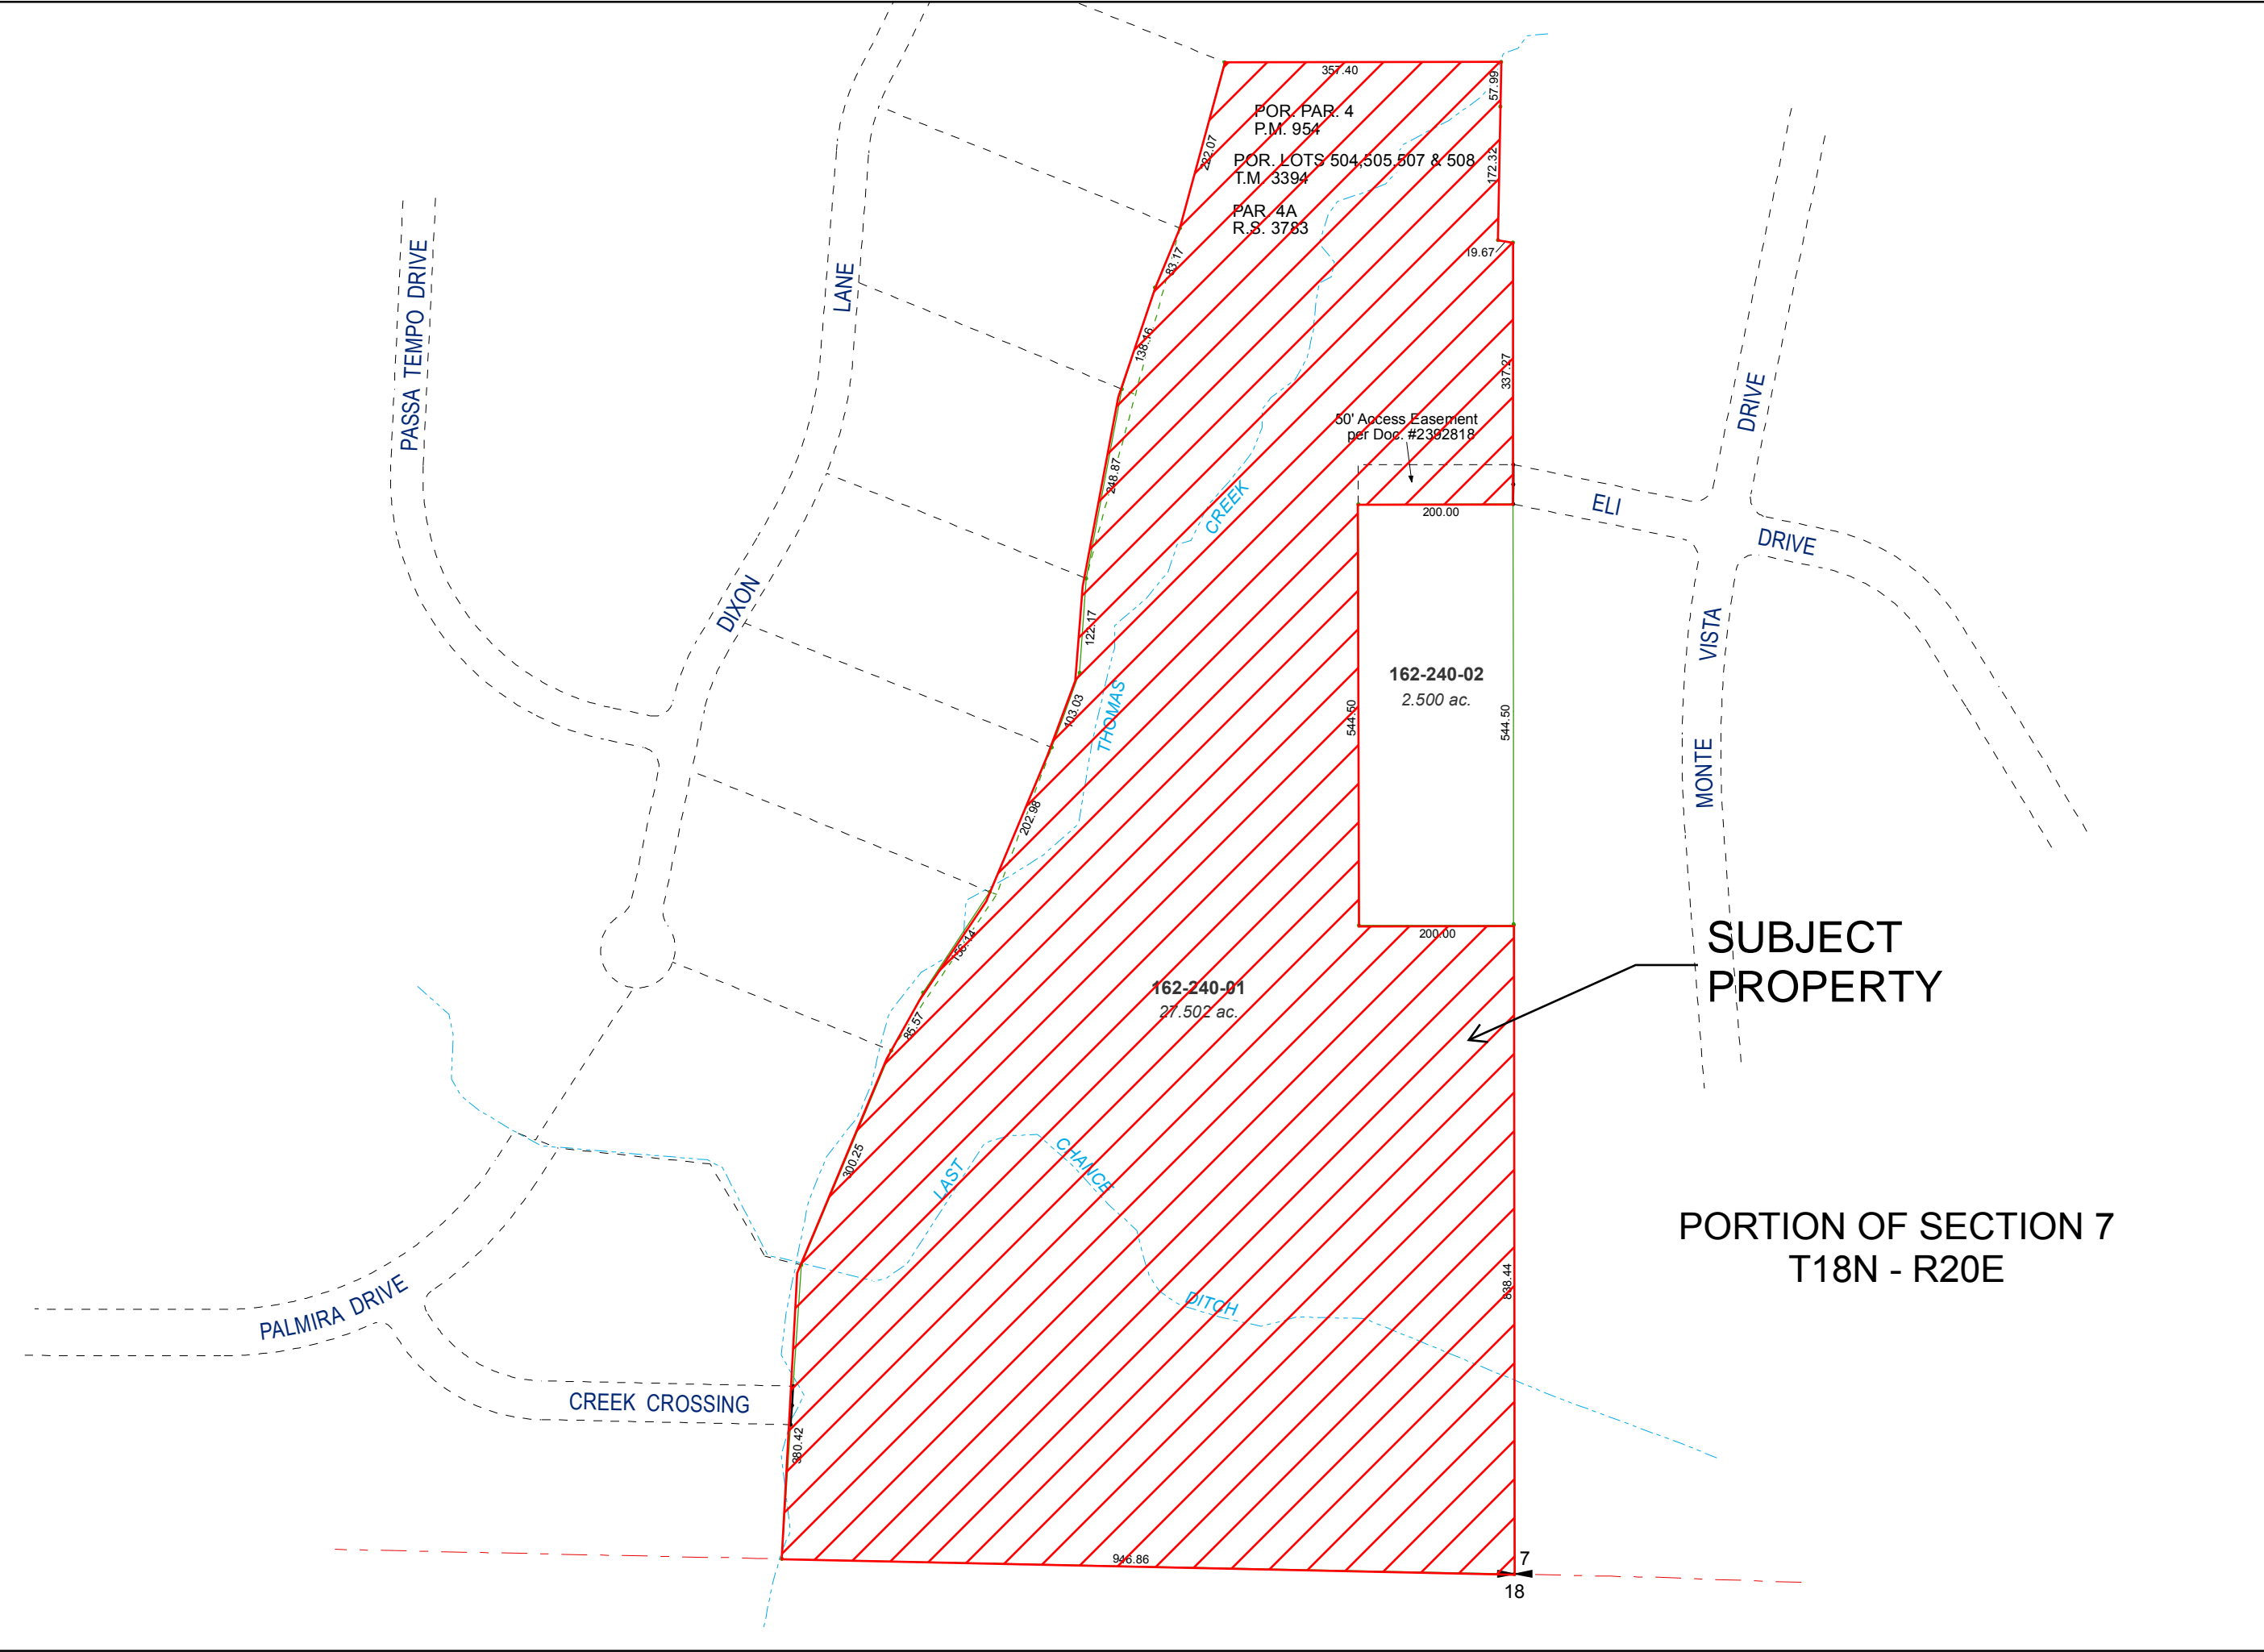 357.40
57.99
POR. PAR. 4
P.M. 954
222.07
POR. LOTS 504,505,507 & 508
T.M. 3394
172.32
PAR. 4A
R.S. 3783
19.67
83.17
PASSA TEMPO DRIVE
LANE
138.16
337.27
DRIVE
50' Access Easement
per Doc. #2392818
248.87
CREEK
200.00
ELI
DRIVE
DIXON
122.17
VISTA
162-240-02
2.500 ac.
103.03
THOMAS
544.50
544.50
MONTE
202.98
200.00
SUBJECT
PROPERTY
156.14
162-240-01
27.502 ac.
85.57
300.25
LAST
CHANCE
PORTION OF SECTION 7
T18N - R20E
838.44
DITCH
PALMIRA DRIVE
CREEK CROSSING
380.42
946.86
7
18